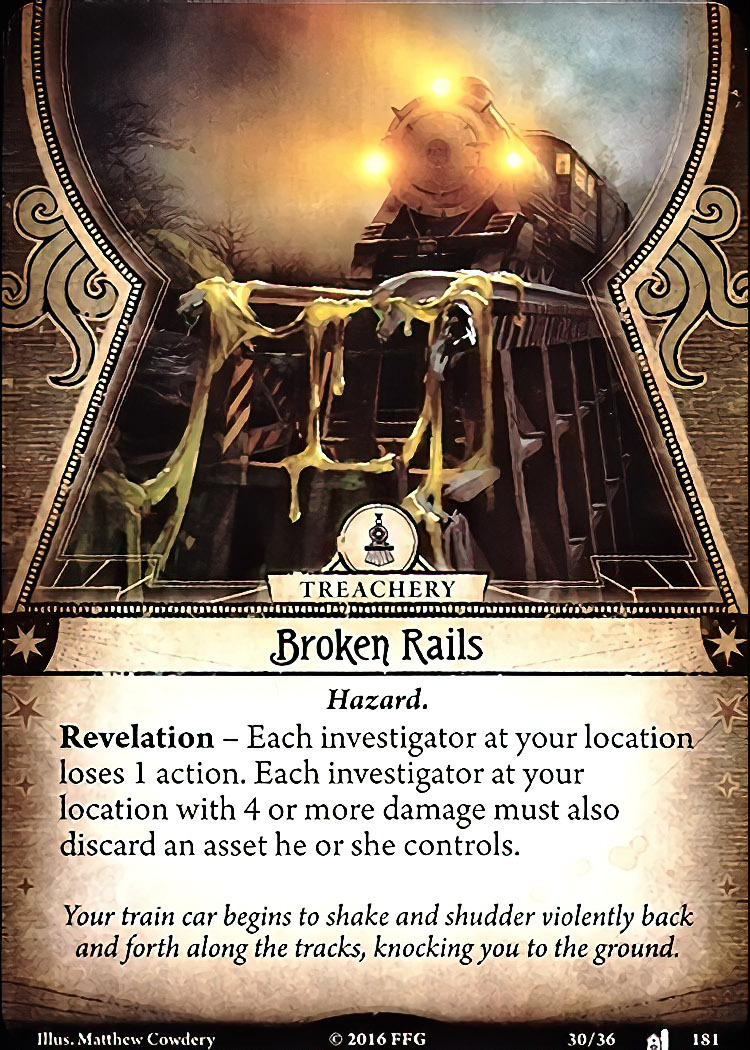 TREACHERY
Broken Rails
Hazard.
Revelation – Each investigator at your location
loses 1 action. Each investigator at your
location with 4 or more damage must also
discard an asset he or she controls.
Your train car begins to shake and shudder violently back
and forth along the tracks, knocking you to the ground.
Illus. Matthew Cowdery © 2016 FFG 30/36 181